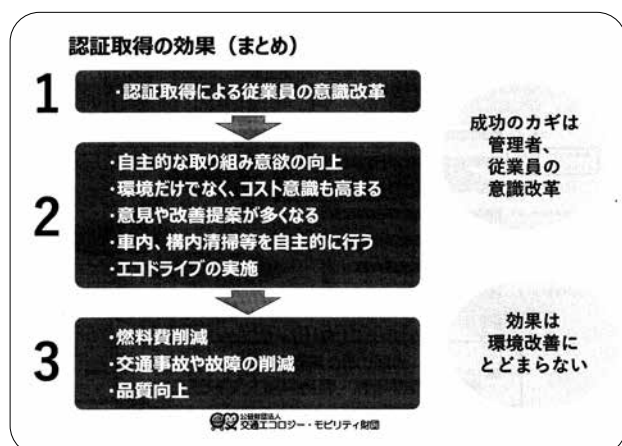 認証取得の効果（まとめ）
1
・認証取得による従業員の意識改革
2
・自主的な取り組み意欲の向上
・環境だけでなく、コスト意識も高まる
・意見や改善提案が多くなる
・車内、構内清掃等を自主的に行う
・エコドライブの実施
3
・燃料費削減
・交通事故や故障の削減
・品質向上
成功のカギは
管理者、
従業員の
意識改革
効果は
環境改善に
とどまらない
公益財団法人
交通エコロジー・モビリティ財団